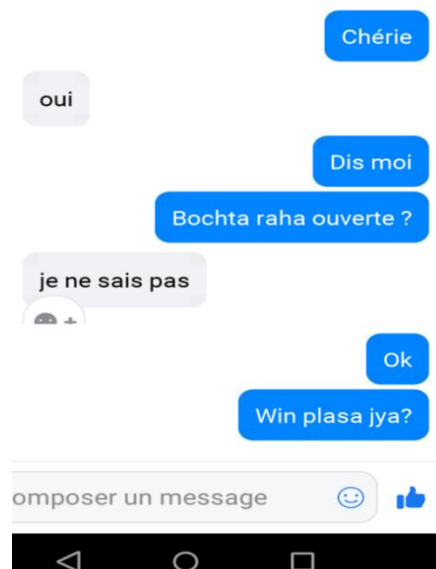 Chérie
oui
Dis moi
Bochta raha ouverte ?
je ne sais pas
Ok
Win plasa jya?
omposer un message